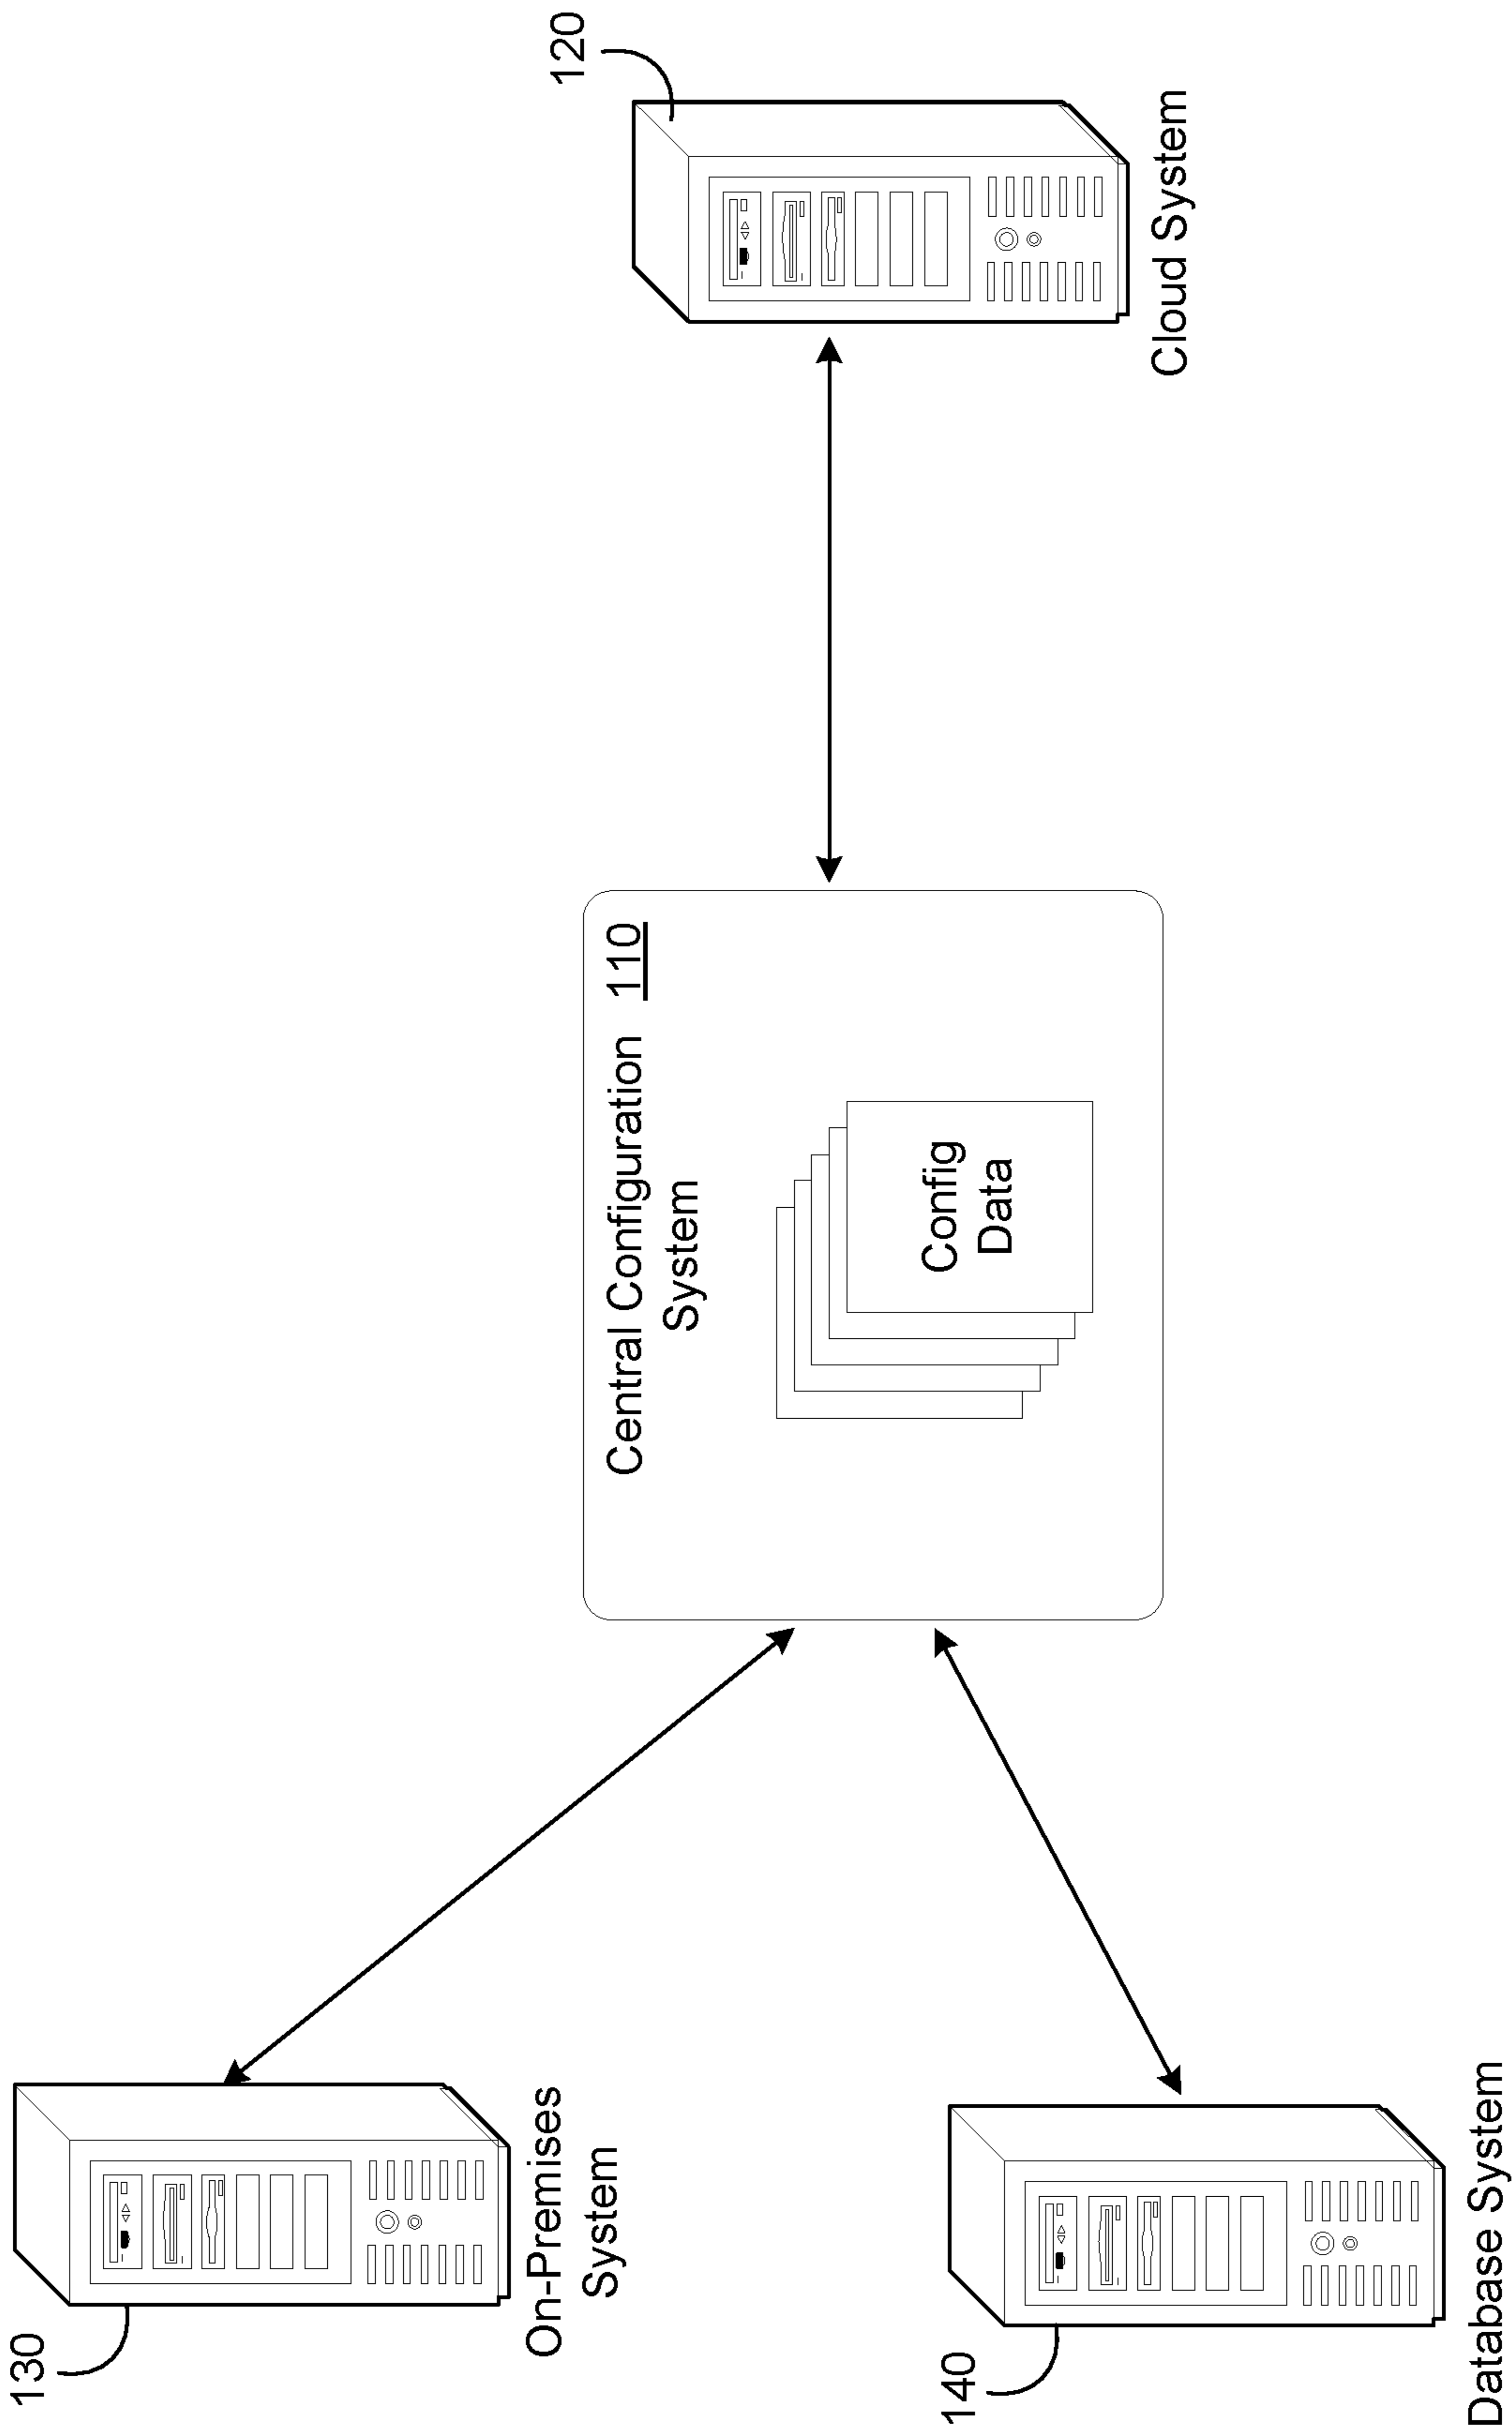 130
On-Premises
System
Central Configuration 110
System
Config
Data
120
Cloud System
140
Database System